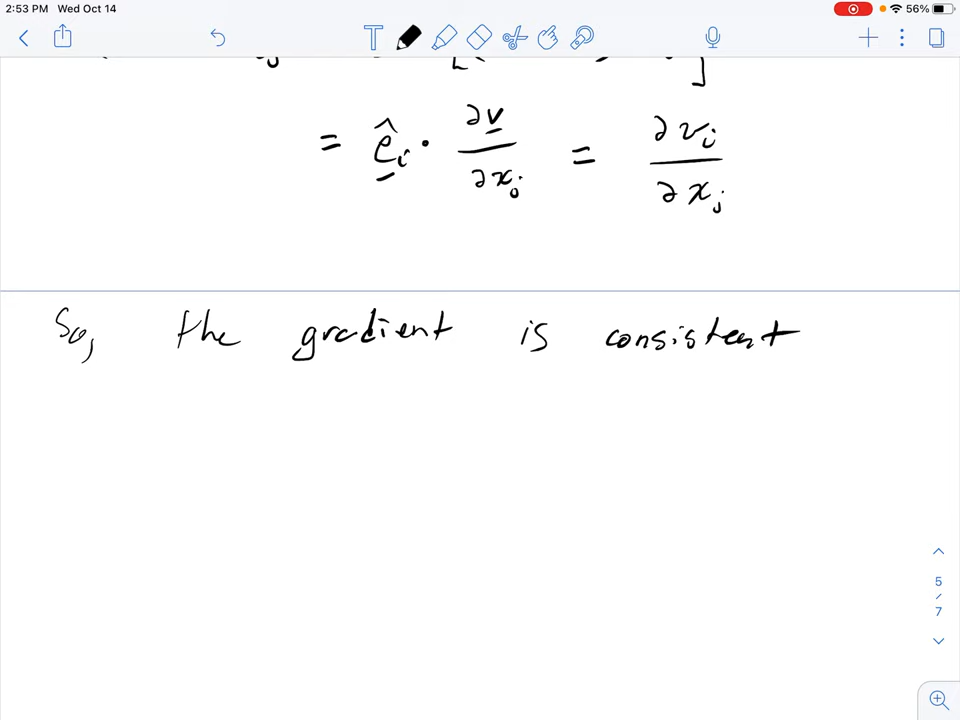 2:53 PM Wed Oct 14
56%
T
= ê_i · ∂v/∂x_j = ∂v_i/∂x_j
So, the gradient is consistent
5
/
7